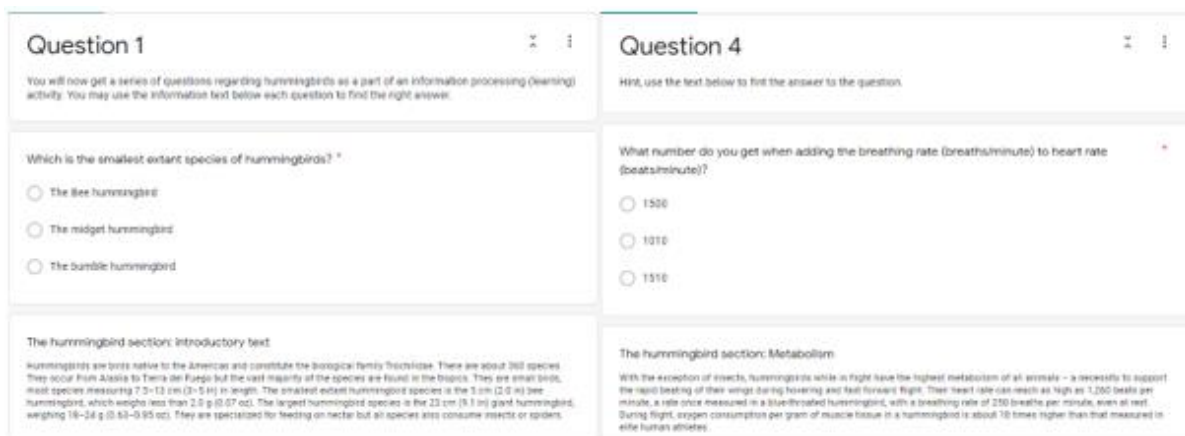 Question 1
You will now get a series of questions regarding hummingbirds as a part of an information processing (learning)
activity. You may use the information text below each question to find the right answer.
Which is the smallest extant species of hummingbirds? *
The Bee hummingbird
The midget hummingbird
The bumble hummingbird
The hummingbird section: introductory text
Hummingbirds are birds native to the Americas and constitute the biological family Trochilidae. There are about 360 species.
They occur from Alaska to Tierra del Fuego but the vast majority of the species are found in the tropics. They are small birds,
most species measuring 7.5–13 cm (3–5 in) in length. The smallest extant hummingbird species is the 5 cm (2.0 in) bee
hummingbird, which weighs less than 2.0 g (0.07 oz). The largest hummingbird species is the 23 cm (9.1 in) giant hummingbird,
weighing 18–24 g (0.63–0.85 oz). They are specialized for feeding on nectar but all species also consume insects or spiders.
Question 4
Hint, use the text below to fint the answer to the question.
What number do you get when adding the breathing rate (breaths/minute) to heart rate *
(beats/minute)?
1500
1010
1510
The hummingbird section: Metabolism
With the exception of insects, hummingbirds while in flight have the highest metabolism of all animals – a necessity to support
the rapid beating of their wings during hovering and fast forward flight. Their heart rate can reach as high as 1,260 beats per
minute, a rate once measured in a blue-throated hummingbird, with a breathing rate of 250 breaths per minute, even at rest.
During flight, oxygen consumption per gram of muscle tissue in a hummingbird is about 10 times higher than that measured in
elite human athletes.